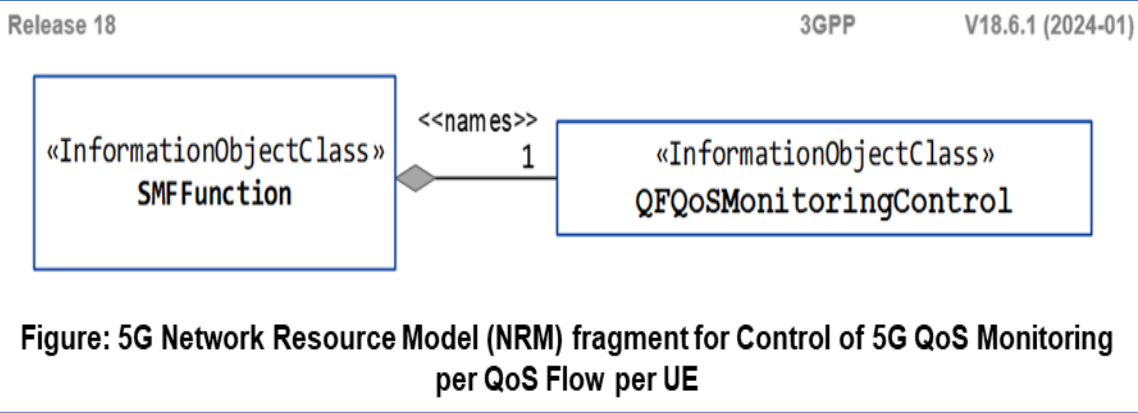 Release 18 3GPP V18.6.1 (2024-01)
<<names>>
«InformationObjectClass»
SMFFunction
1
«InformationObjectClass»
QFQoSMonitoringControl
Figure: 5G Network Resource Model (NRM) fragment for Control of 5G QoS Monitoring
per QoS Flow per UE